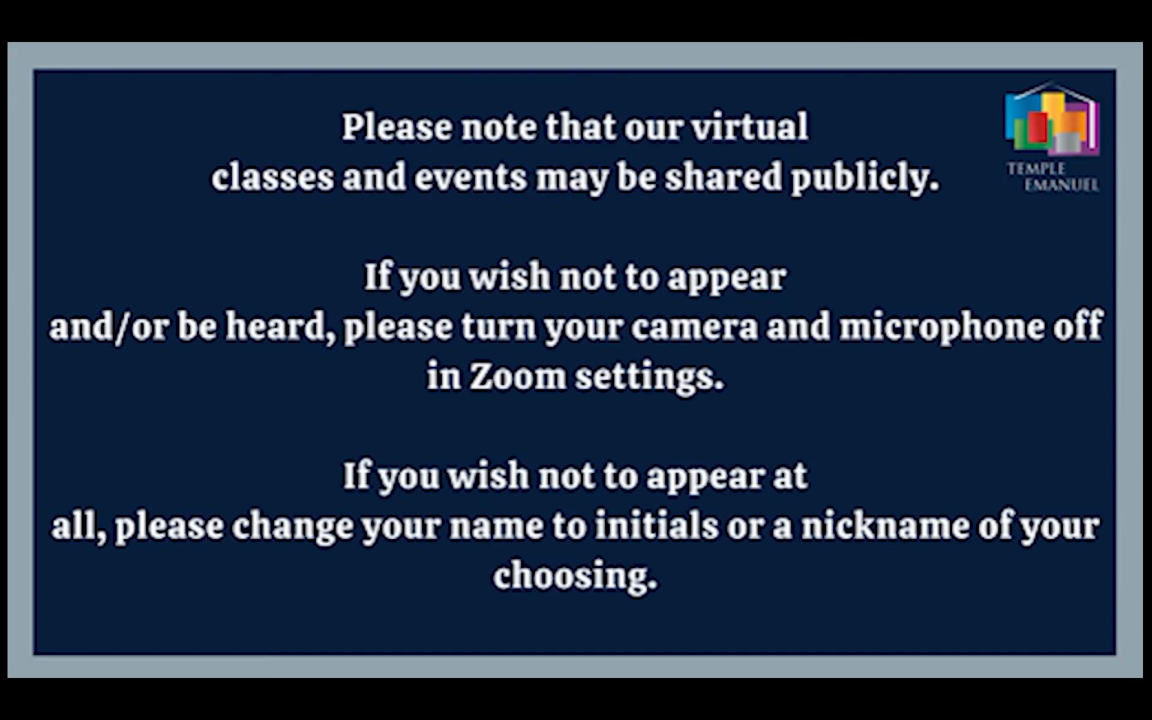 Please note that our virtual
classes and events may be shared publicly.
TEMPLE
EMANUEL
If you wish not to appear
and/or be heard, please turn your camera and microphone off
in Zoom settings.
If you wish not to appear at
all, please change your name to initials or a nickname of your
choosing.